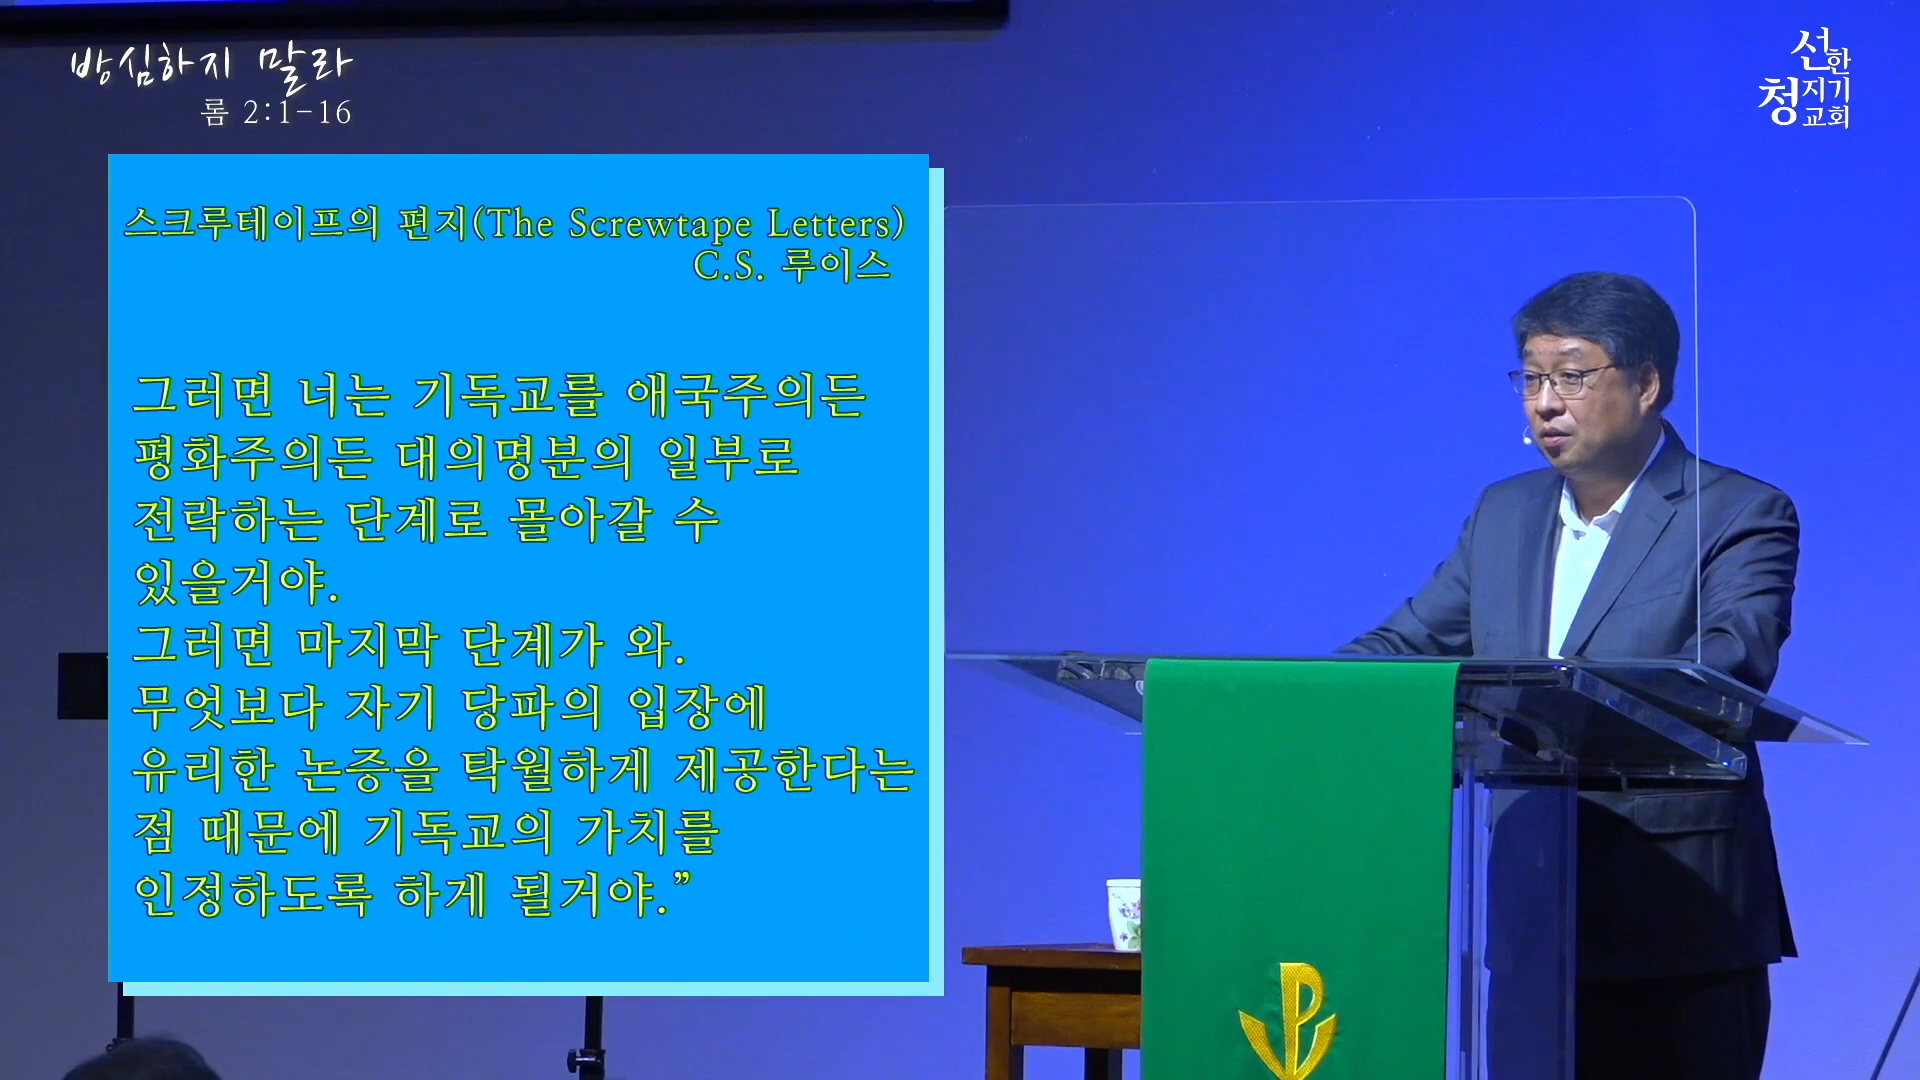 방심하지 말라
롬 2:1-16
선한
청지기
교회
스크루테이프의 편지(The Screwtape Letters)
C.S. 루이스
그러면 너는 기독교를 애국주의든
평화주의든 대의명분의 일부로
전락하는 단계로 몰아갈 수
있을거야.
그러면 마지막 단계가 와.
무엇보다 자기 당파의 입장에
유리한 논증을 탁월하게 제공한다는
점 때문에 기독교의 가치를
인정하도록 하게 될거야.”